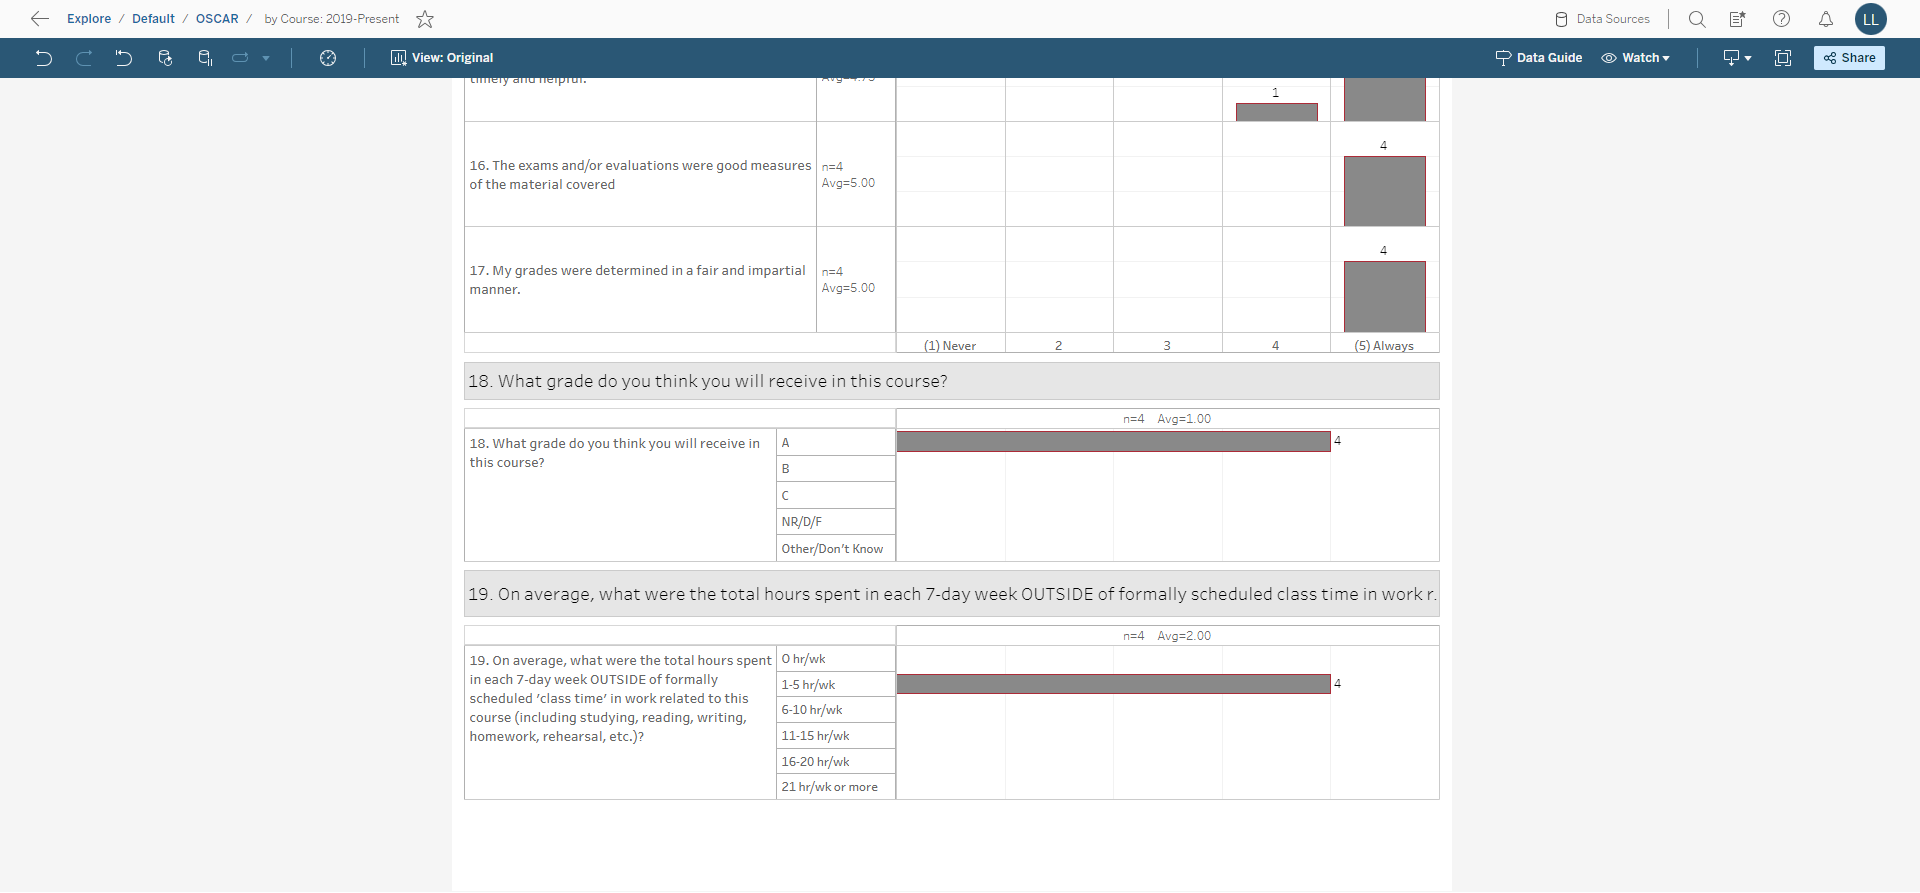 Explore / Default / OSCAR / by Course: 2019-Present
Data Sources
LL
View: Original
Data Guide
Watch
Share
timely and helpful.
Avg=4.75
1
16. The exams and/or evaluations were good measures
of the material covered
n=4
Avg=5.00
4
17. My grades were determined in a fair and impartial
manner.
n=4
Avg=5.00
4
(1) Never 2 3 4 (5) Always
18. What grade do you think you will receive in this course?
n=4 Avg=1.00
18. What grade do you think you will receive in
this course?
A
4
B
C
NR/D/F
Other/Don't Know
19. On average, what were the total hours spent in each 7-day week OUTSIDE of formally scheduled class time in work r.
n=4 Avg=2.00
19. On average, what were the total hours spent
in each 7-day week OUTSIDE of formally
scheduled 'class time' in work related to this
course (including studying, reading, writing,
homework, rehearsal, etc.)?
0 hr/wk
1-5 hr/wk
4
6-10 hr/wk
11-15 hr/wk
16-20 hr/wk
21 hr/wk or more